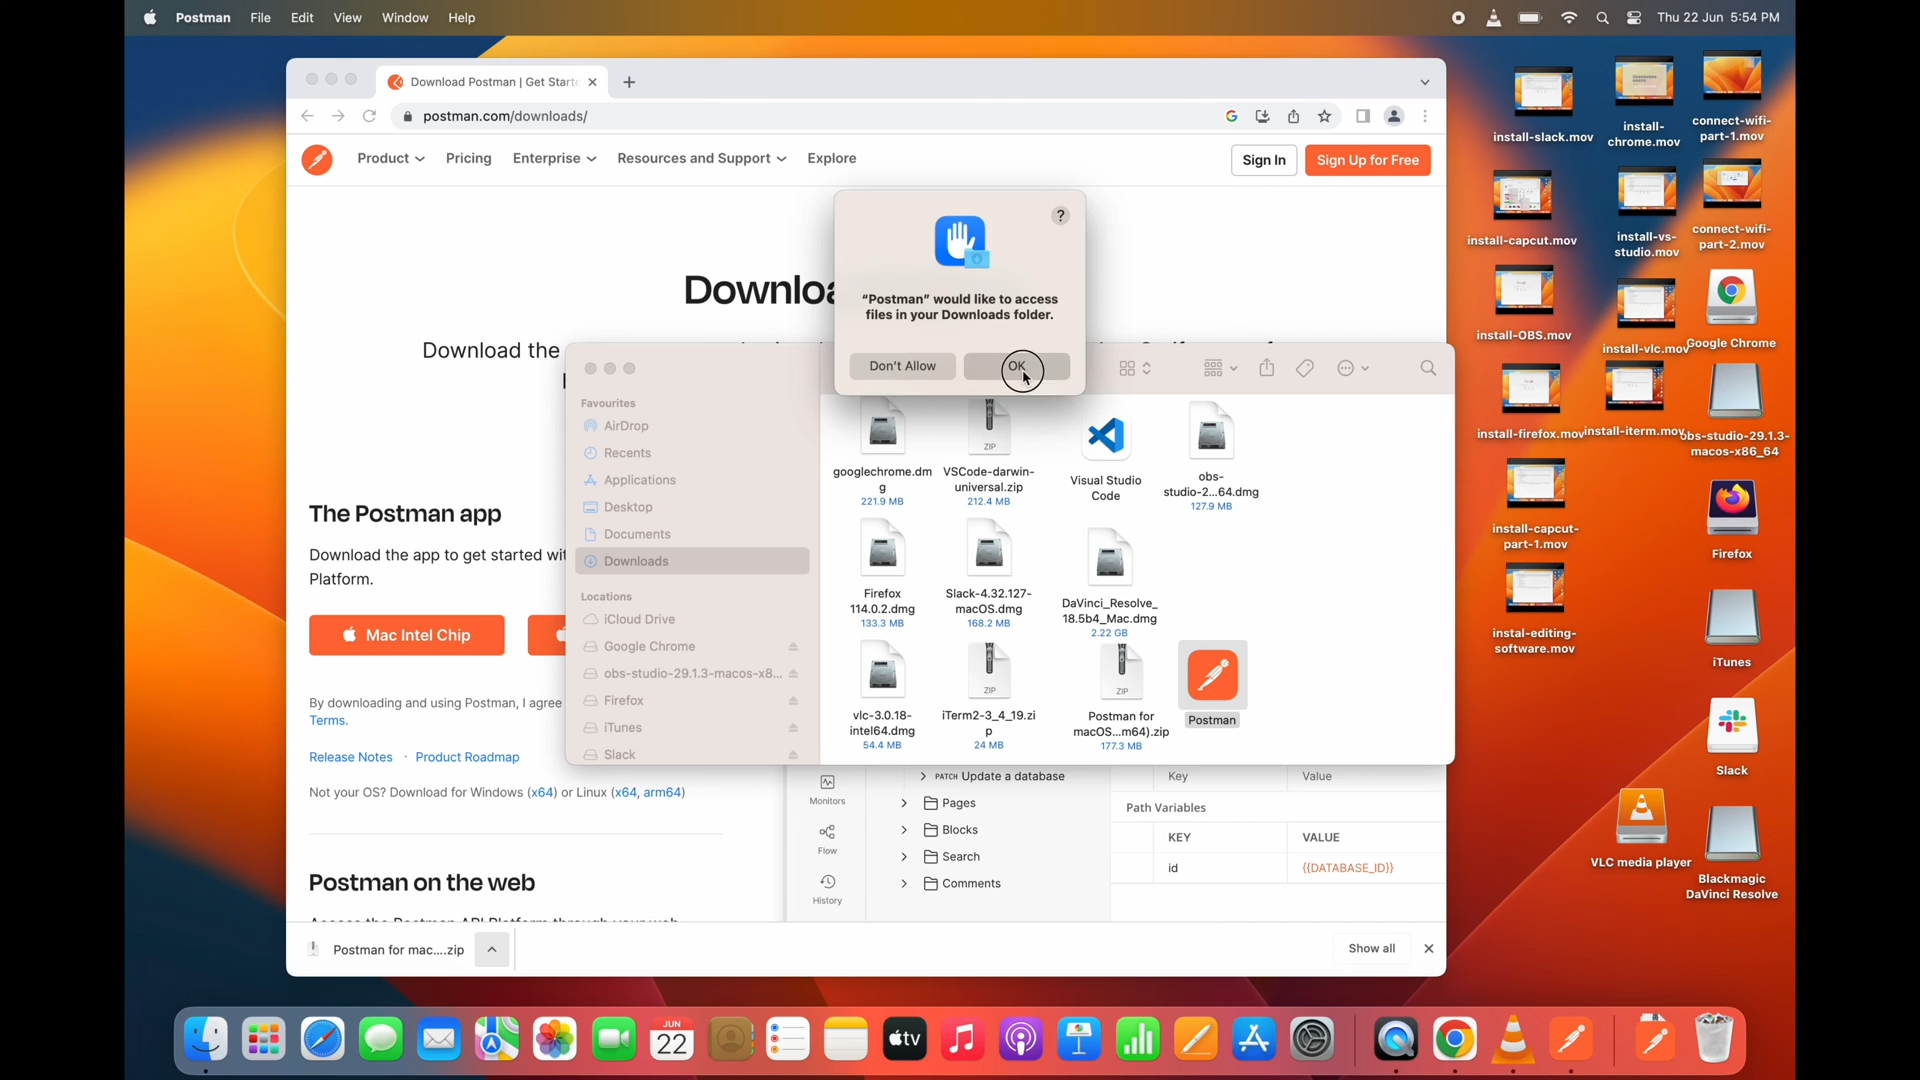 Postman File Edit View Window Help
Thu 22 Jun 5:54 PM
Download Postman | Get Starte
postman.com/downloads/
Product Pricing Enterprise Resources and Support Explore
Sign In Sign Up for Free
?
“Postman” would like to access
files in your Downloads folder.
Don't Allow OK
Downloa
Download the
The Postman app
Download the app to get started wit
Platform.
Mac Intel Chip
By downloading and using Postman, I agree
Terms.
Release Notes · Product Roadmap
Not your OS? Download for Windows (x64) or Linux (x64, arm64)
Postman on the web
Favourites
AirDrop
Recents
Applications
Desktop
Documents
Downloads
Locations
iCloud Drive
Google Chrome
obs-studio-29.1.3-macos-x8...
Firefox
iTunes
Slack
googlechrome.dm
g
221.9 MB
ZIP
VSCode-darwin-
universal.zip
212.4 MB
Visual Studio
Code
obs-
studio-2...64.dmg
127.9 MB
Firefox
114.0.2.dmg
133.3 MB
Slack-4.32.127-
macOS.dmg
168.2 MB
DaVinci_Resolve_
18.5b4_Mac.dmg
2.22 GB
vlc-3.0.18-
intel64.dmg
54.4 MB
ZIP
iTerm2-3_4_19.zi
p
24 MB
ZIP
Postman for
macOS...m64).zip
177.3 MB
Postman
Monitors
Flow
History
PATCH Update a database
Pages
Blocks
Search
Comments
Key Value
Path Variables
KEY VALUE
id {{DATABASE_ID}}
Postman for mac....zip
Show all
install-slack.mov
install-
chrome.mov
connect-wifi-
part-1.mov
install-capcut.mov
install-vs-
studio.mov
connect-wifi-
part-2.mov
install-OBS.mov
install-vlc.mov
Google Chrome
install-firefox.mov
install-iterm.mov
obs-studio-29.1.3-
macos-x86_64
install-capcut-
part-1.mov
Firefox
instal-editing-
software.mov
iTunes
Slack
VLC media player
Blackmagic
DaVinci Resolve
JUN
22
tv